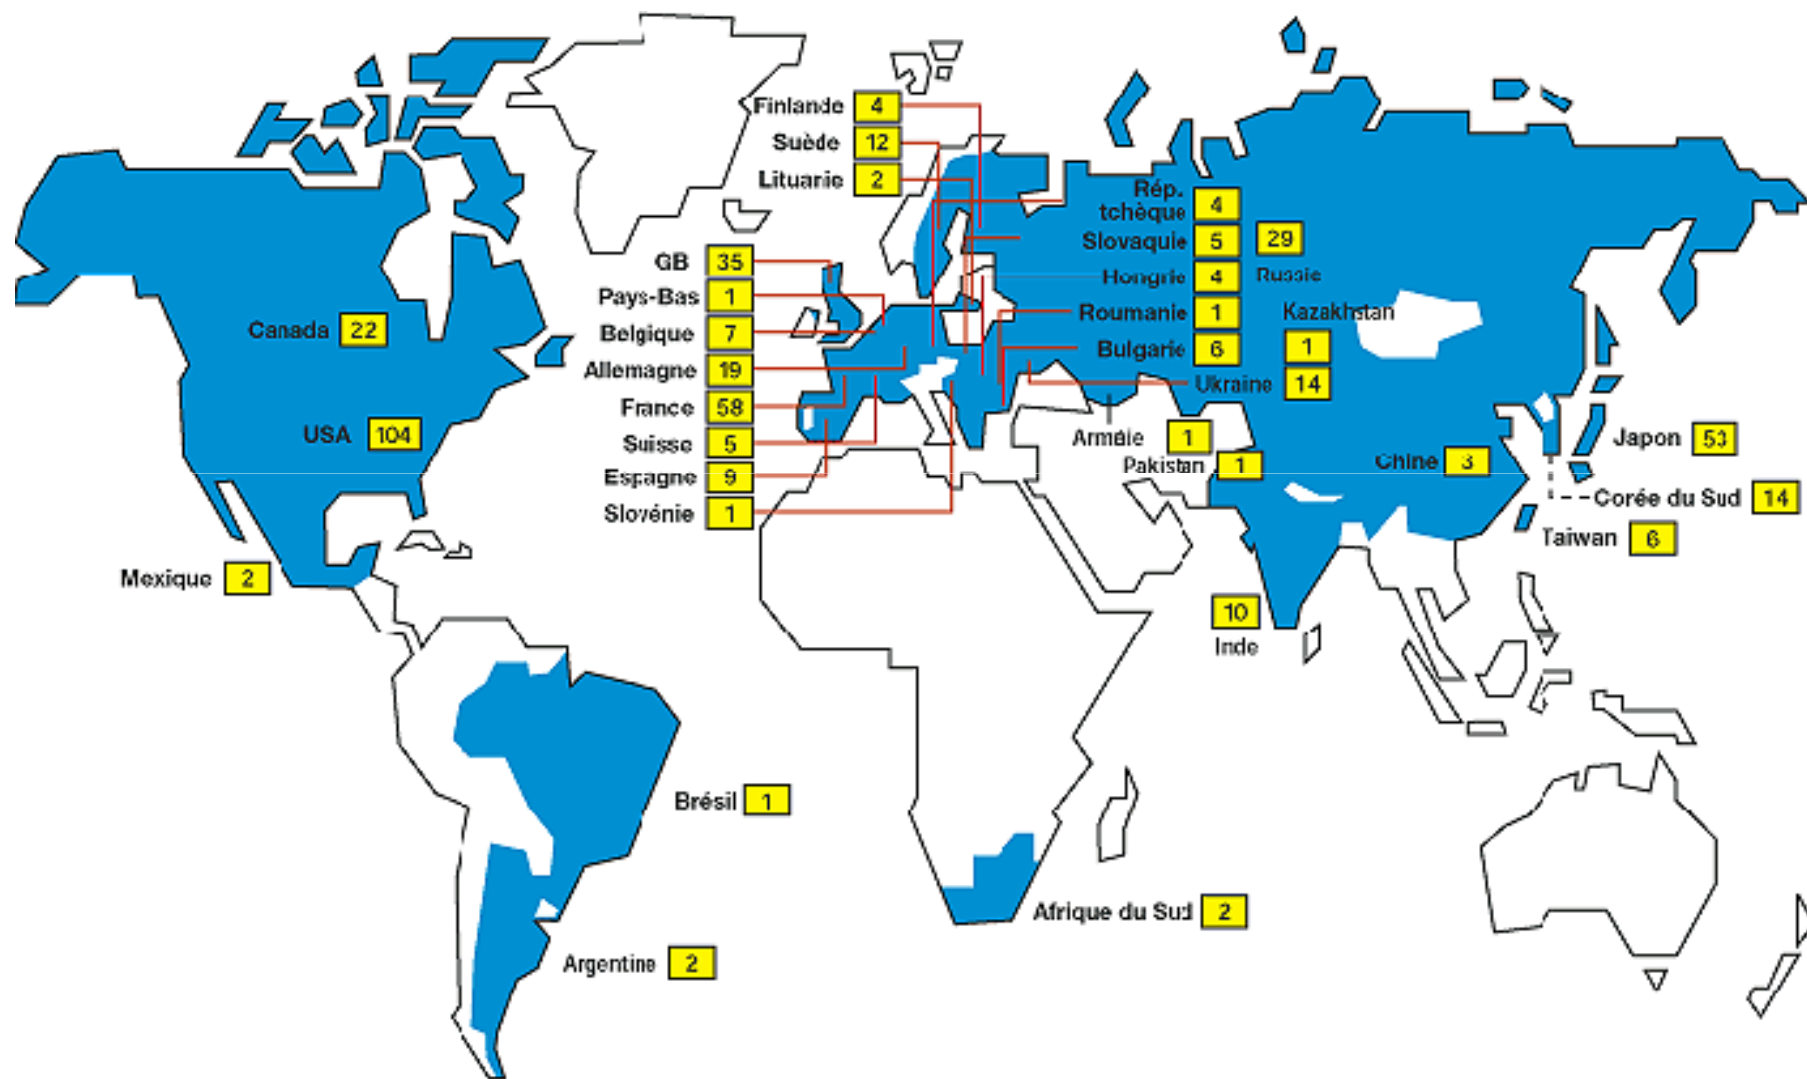 Finlande 4
Suède 12
Lituanie 2
Rép.
tchèque 4
Slovaquie 5
29
Hongrie 4
Russie
Roumanie 1
Kazakhstan
1
Bulgarie 6
Ukraine 14
GB 35
Pays-Bas 1
Belgique 7
Allemagne 19
France 58
Suisse 5
Espagne 9
Slovénie 1
Canada 22
USA 104
Mexique 2
Brésil 1
Argentine 2
Afrique du Sud 2
1
Pakistan 1
Chine 3
Japon 53
Corée du Sud 14
Taiwan 6
10
Inde